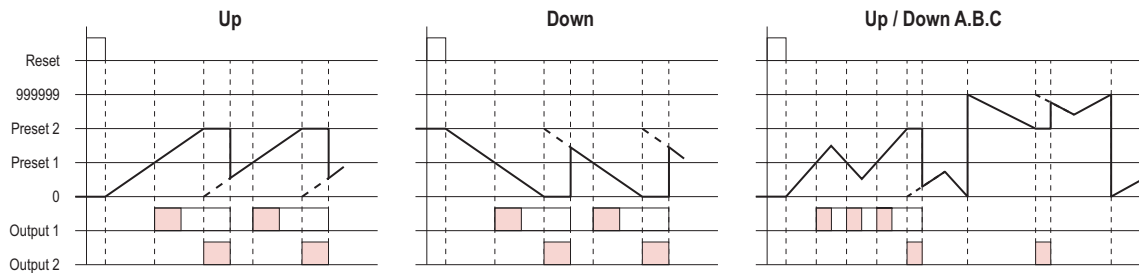 Up
Down
Up / Down A.B.C
Reset
999999
Preset 2
Preset 1
0
Output 1
Output 2